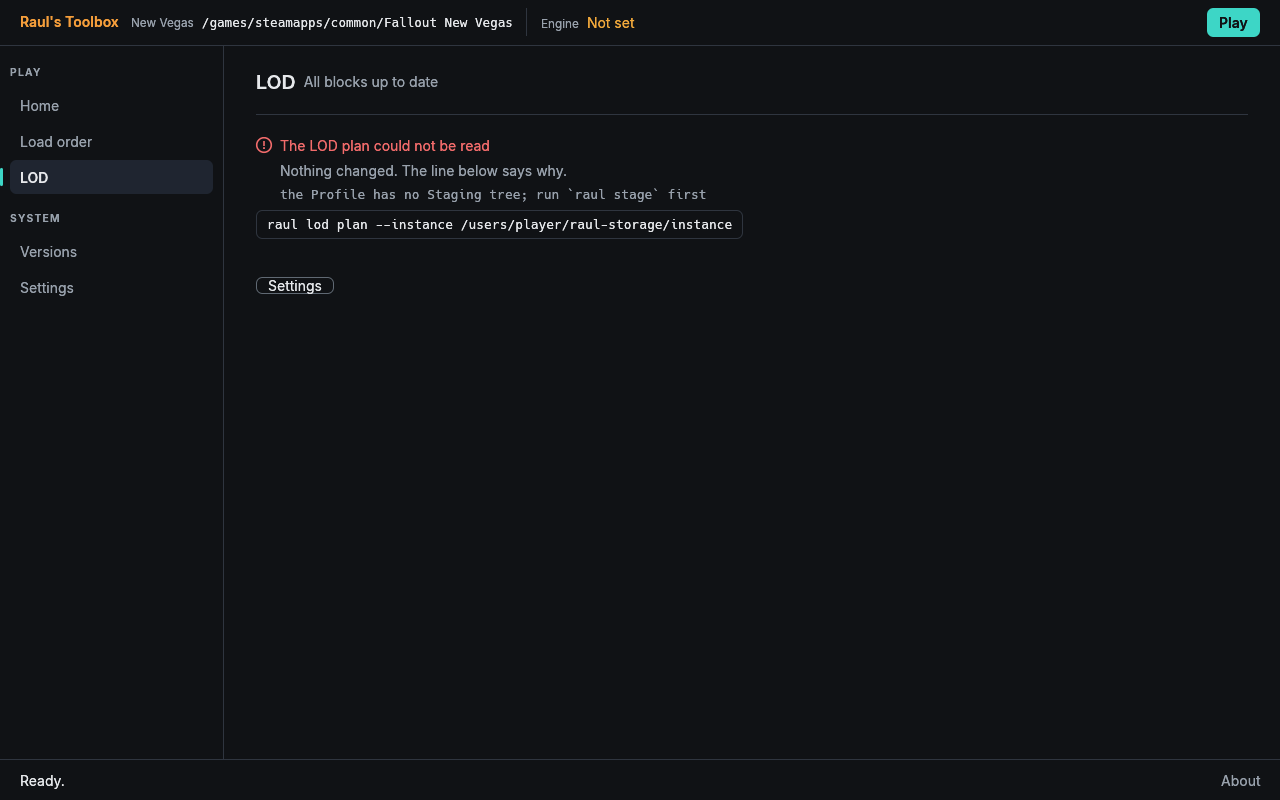 Raul's Toolbox New Vegas /games/steamapps/common/Fallout New Vegas Engine Not set Play
PLAY
Home
Load order
LOD
SYSTEM
Versions
Settings
LOD All blocks up to date
The LOD plan could not be read
Nothing changed. The line below says why.
the Profile has no Staging tree; run `raul stage` first
raul lod plan --instance /users/player/raul-storage/instance
Settings
Ready.
About